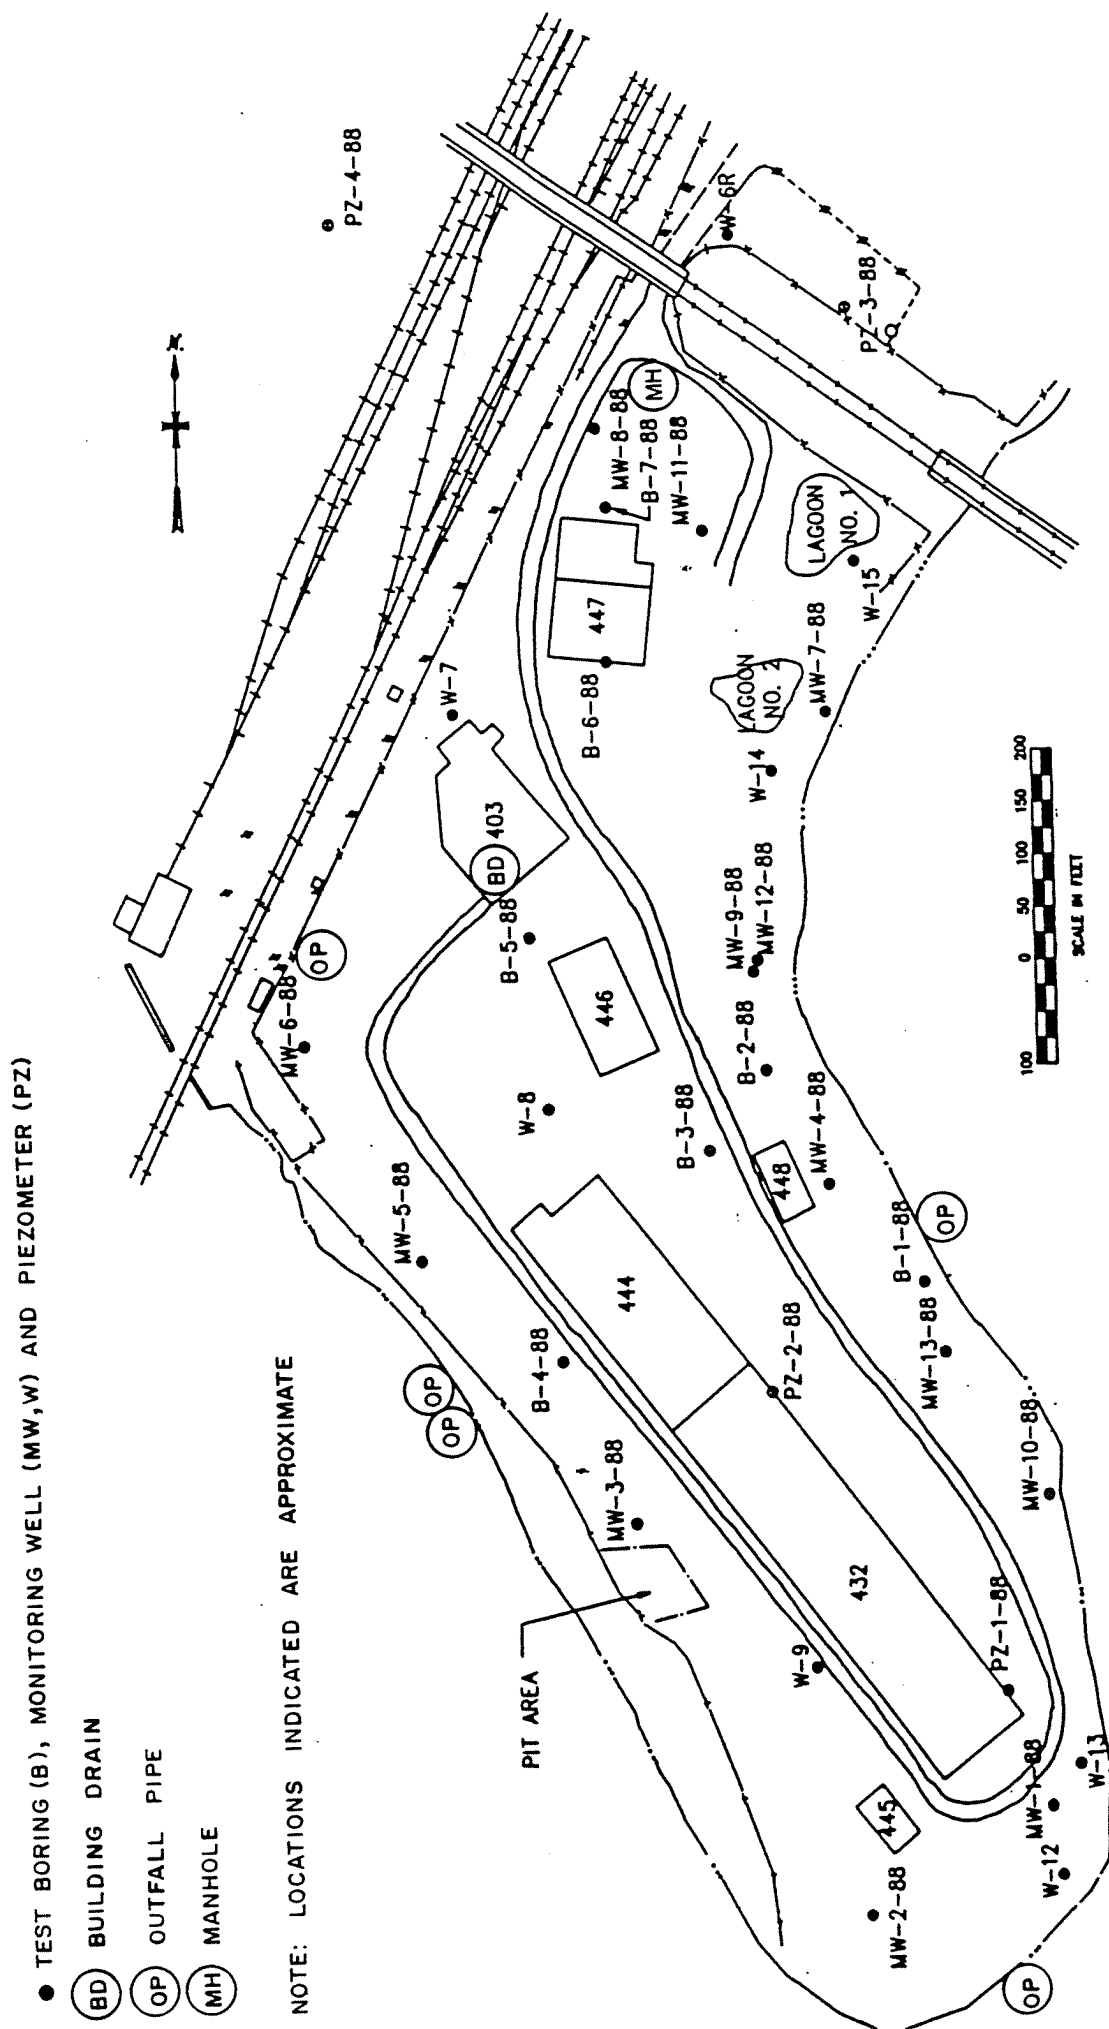 ● TEST BORING (B), MONITORING WELL (MW,W) AND PIEZOMETER (PZ)
BD BUILDING DRAIN
OP OUTFALL PIPE
MH MANHOLE
NOTE: LOCATIONS INDICATED ARE APPROXIMATE
PZ-4-88
W-6R
PZ-3-88
MH
MW-8-88
B-7-88
MW-11-88
LAGOON
NO. 1
W-15
447
B-6-88
W-7
LAGOON
NO. 2
MW-7-88
W-14
403
BD
B-5-88
OP
MW-6-88
446
MW-9-88
MW-12-88
B-2-88
W-8
B-3-88
448
MW-4-88
MW-5-88
B-1-88
OP
444
MW-13-88
B-4-88
PZ-2-88
OP
OP
MW-10-88
MW-3-88
PIT AREA
432
W-9
PZ-1-88
445
MW-1-88
W-13
W-12
MW-2-88
OP
100 0 50 100 150 200
SCALE IN FEET